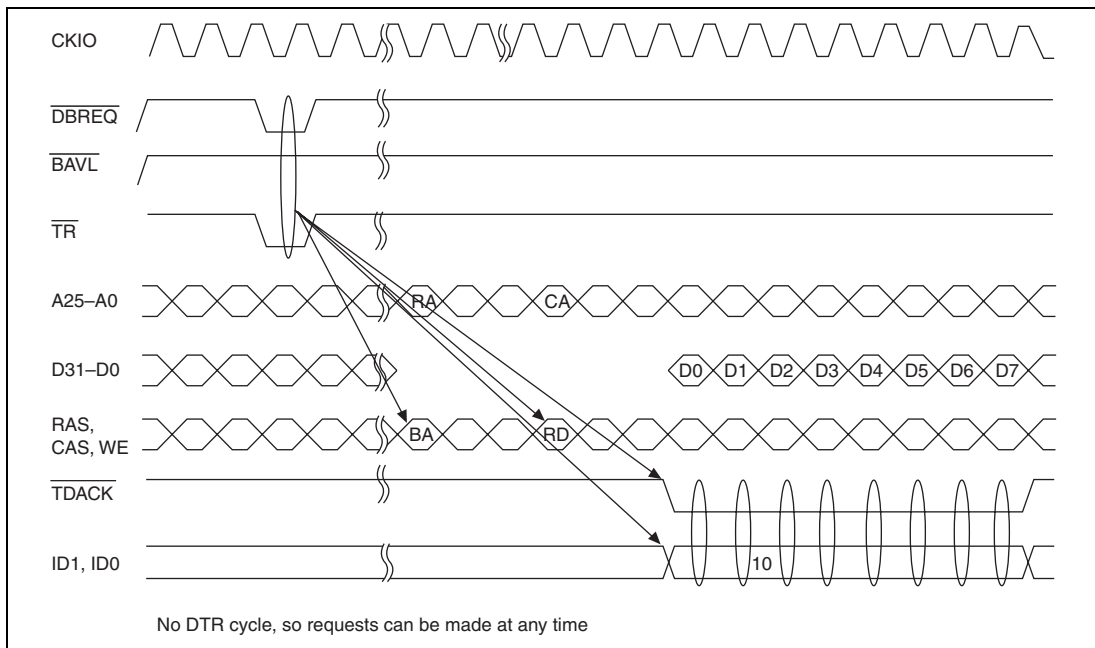 CKIO
DBREQ
BAVL
TR
A25–A0 RA CA
D31–D0 D0 D1 D2 D3 D4 D5 D6 D7
RAS,
CAS, WE BA RD
TDACK
ID1, ID0 10
No DTR cycle, so requests can be made at any time